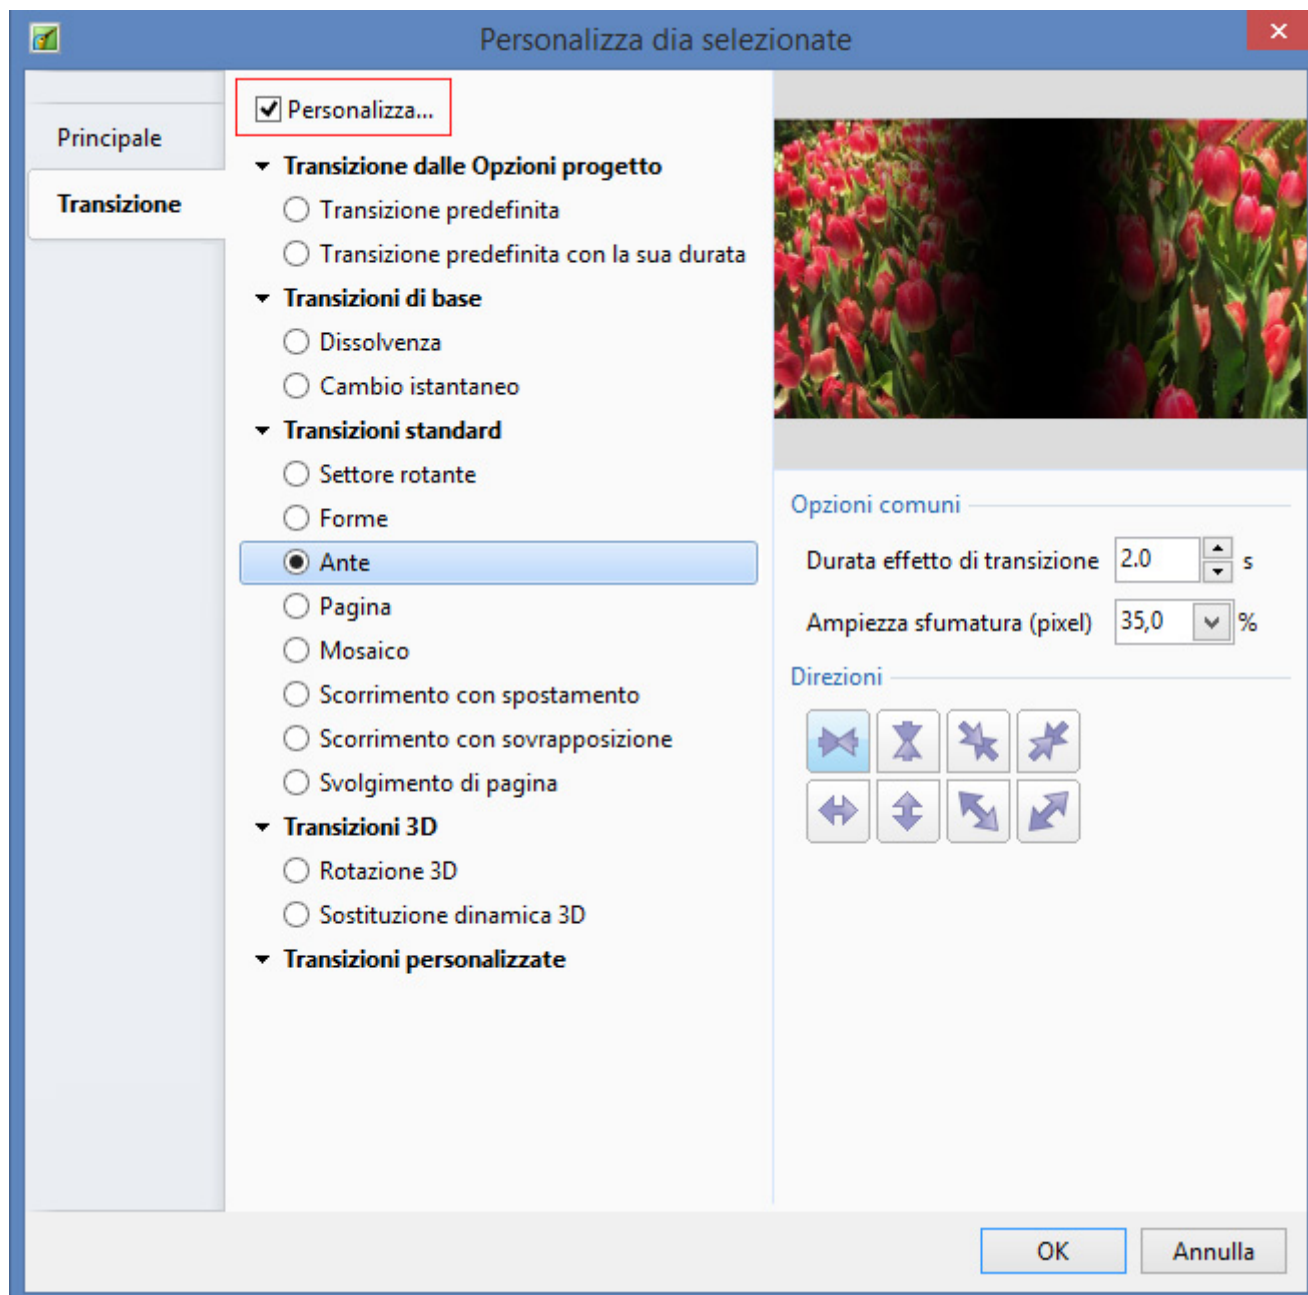 Personalizza dia selezionate
Principale
Transizione
Personalizza...
Transizione dalle Opzioni progetto
Transizione predefinita
Transizione predefinita con la sua durata
Transizioni di base
Dissolvenza
Cambio istantaneo
Transizioni standard
Settore rotante
Forme
Ante
Pagina
Mosaico
Scorrimento con spostamento
Scorrimento con sovrapposizione
Svolgimento di pagina
Transizioni 3D
Rotazione 3D
Sostituzione dinamica 3D
Transizioni personalizzate
Opzioni comuni
Durata effetto di transizione 2.0 s
Ampiezza sfumatura (pixel) 35,0 %
Direzioni
OK Annulla